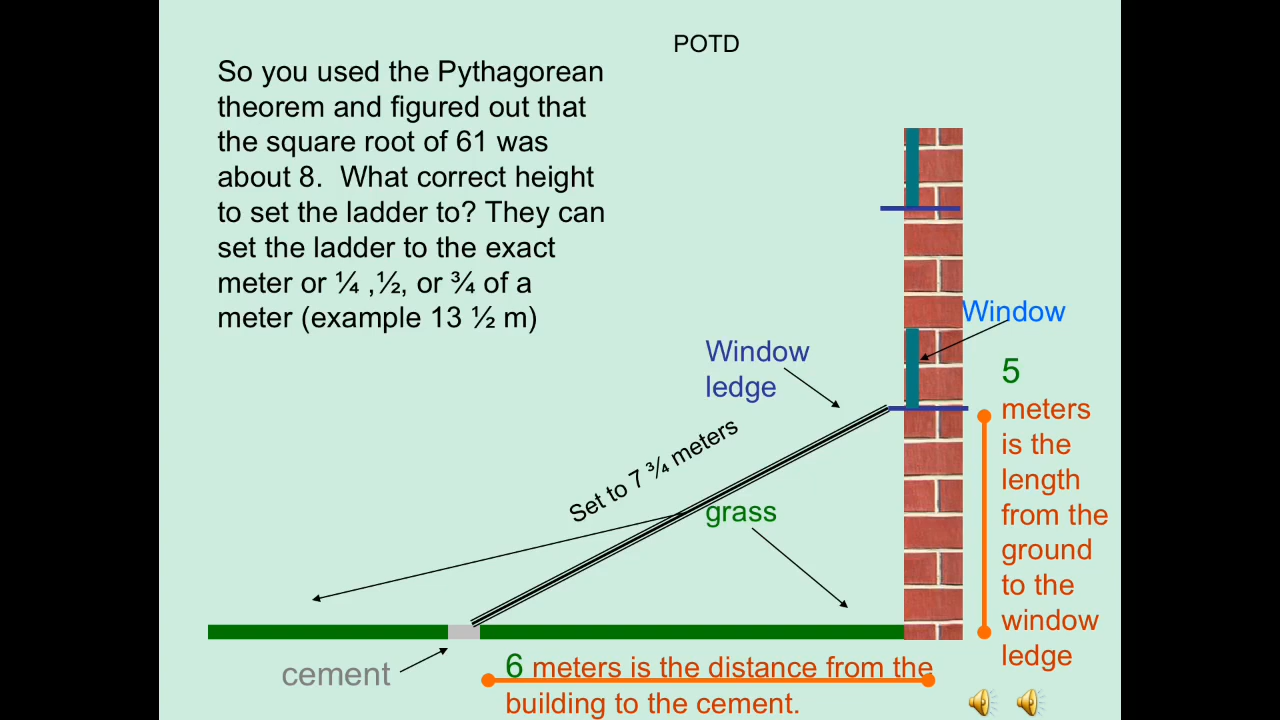 POTD
So you used the Pythagorean
theorem and figured out that
the square root of 61 was
about 8.  What correct height
to set the ladder to? They can
set the ladder to the exact
meter or ¼ ,½, or ¾ of a
meter (example 13 ½ m)
Window
Window
ledge
5
meters
is the
length
from the
ground
to the
window
ledge
Set to 7 ¾ meters
grass
cement
6 meters is the distance from the
building to the cement.